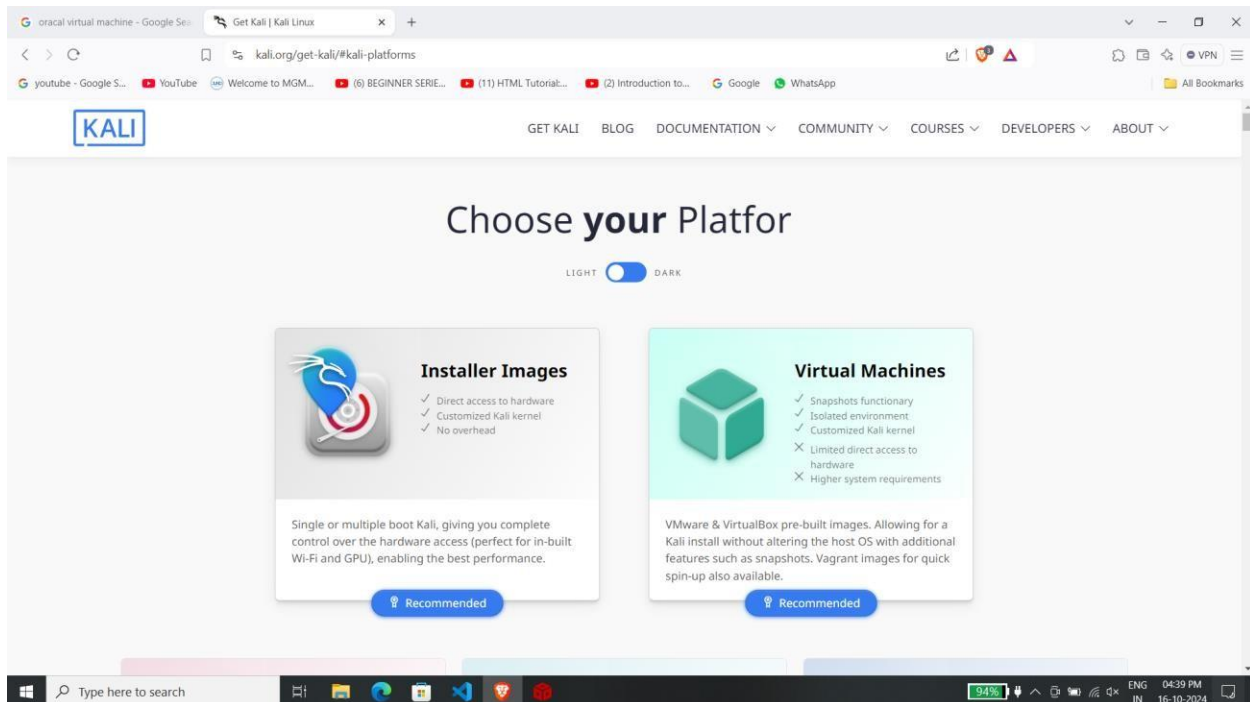 oracal virtual machine - Google Sea
Get Kali | Kali Linux
kali.org/get-kali/#kali-platforms
VPN
youtube - Google S...
YouTube
Welcome to MGM...
(6) BEGINNER SERIE...
(11) HTML Tutorial:...
(2) Introduction to...
Google
WhatsApp
All Bookmarks
KALI
GET KALI BLOG DOCUMENTATION COMMUNITY COURSES DEVELOPERS ABOUT
Choose your Platfor
LIGHT DARK
Installer Images
Direct access to hardware
Customized Kali kernel
No overhead
Single or multiple boot Kali, giving you complete
control over the hardware access (perfect for in-built
Wi-Fi and GPU), enabling the best performance.
Recommended
Virtual Machines
Snapshots functionary
Isolated environment
Customized Kali kernel
Limited direct access to
hardware
Higher system requirements
VMware & VirtualBox pre-built images. Allowing for a
Kali install without altering the host OS with additional
features such as snapshots. Vagrant images for quick
spin-up also available.
Recommended
Type here to search
94%
ENG
IN
04:39 PM
16-10-2024